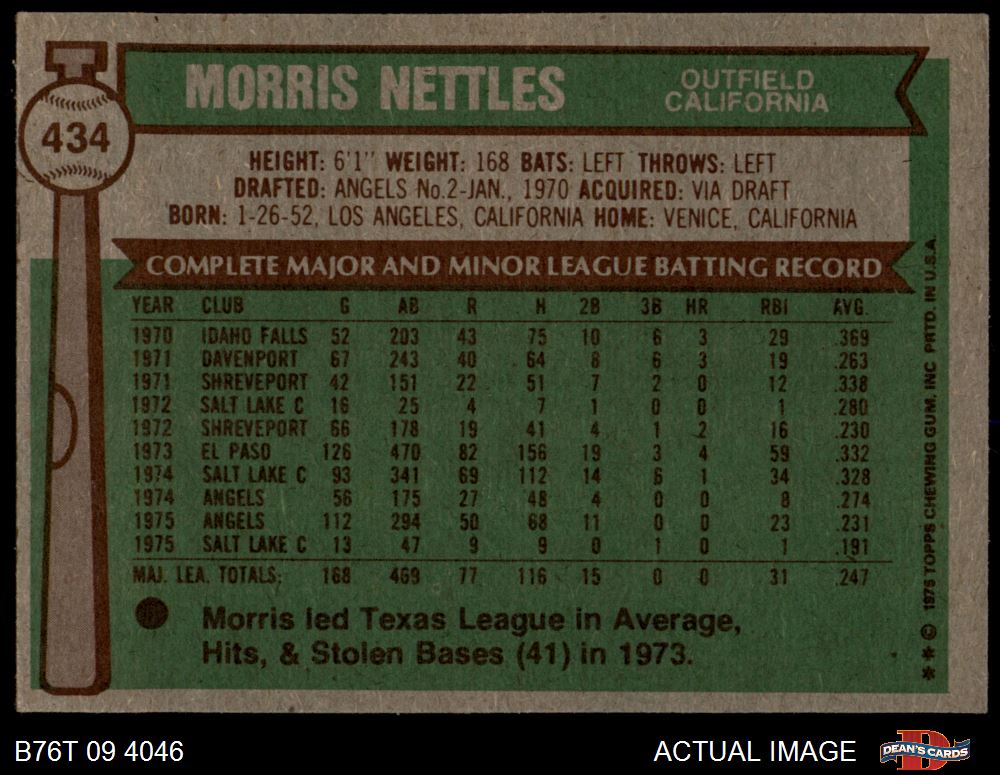 434
MORRIS NETTLES
OUTFIELD
CALIFORNIA
HEIGHT: 6'1" WEIGHT: 168 BATS: LEFT THROWS: LEFT
DRAFTED: ANGELS No.2-JAN., 1970 ACQUIRED: VIA DRAFT
BORN: 1-26-52, LOS ANGELES, CALIFORNIA HOME: VENICE, CALIFORNIA
COMPLETE MAJOR AND MINOR LEAGUE BATTING RECORD
YEAR CLUB G AB R H 2B 3B HR RBI AVG.
1970 IDAHO FALLS 52 203 43 75 10 6 3 29 .369
1971 DAVENPORT 67 243 40 64 8 6 3 19 .263
1971 SHREVEPORT 42 151 22 51 7 2 0 12 .338
1972 SALT LAKE C 16 25 4 7 1 0 0 1 .280
1972 SHREVEPORT 66 178 19 41 4 1 2 16 .230
1973 EL PASO 126 470 82 156 19 3 4 59 .332
1974 SALT LAKE C 93 341 69 112 14 6 1 34 .328
1974 ANGELS 56 175 27 48 4 0 0 8 .274
1975 ANGELS 112 294 50 68 11 0 0 23 .231
1975 SALT LAKE C 13 47 9 9 0 1 0 1 .191
MAJ. LEA. TOTALS: 168 469 77 116 15 0 0 31 .247
Morris led Texas League in Average,
Hits, & Stolen Bases (41) in 1973.
** © 1976 TOPPS CHEWING GUM, INC PRTD. IN U.S.A.
B76T 09 4046
ACTUAL IMAGE
D
DEAN'S CARDS